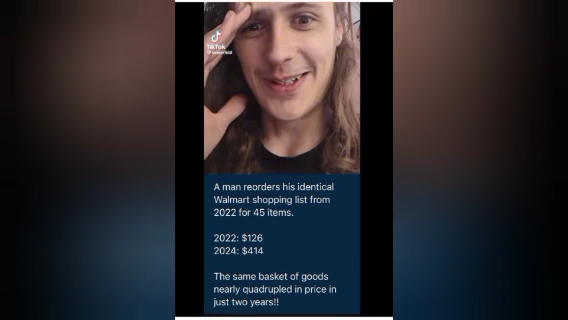 TikTok
A man reorders his identical
Walmart shopping list from
2022 for 45 items.
2022: $126
2024: $414
The same basket of goods
nearly quadrupled in price in
just two years!!